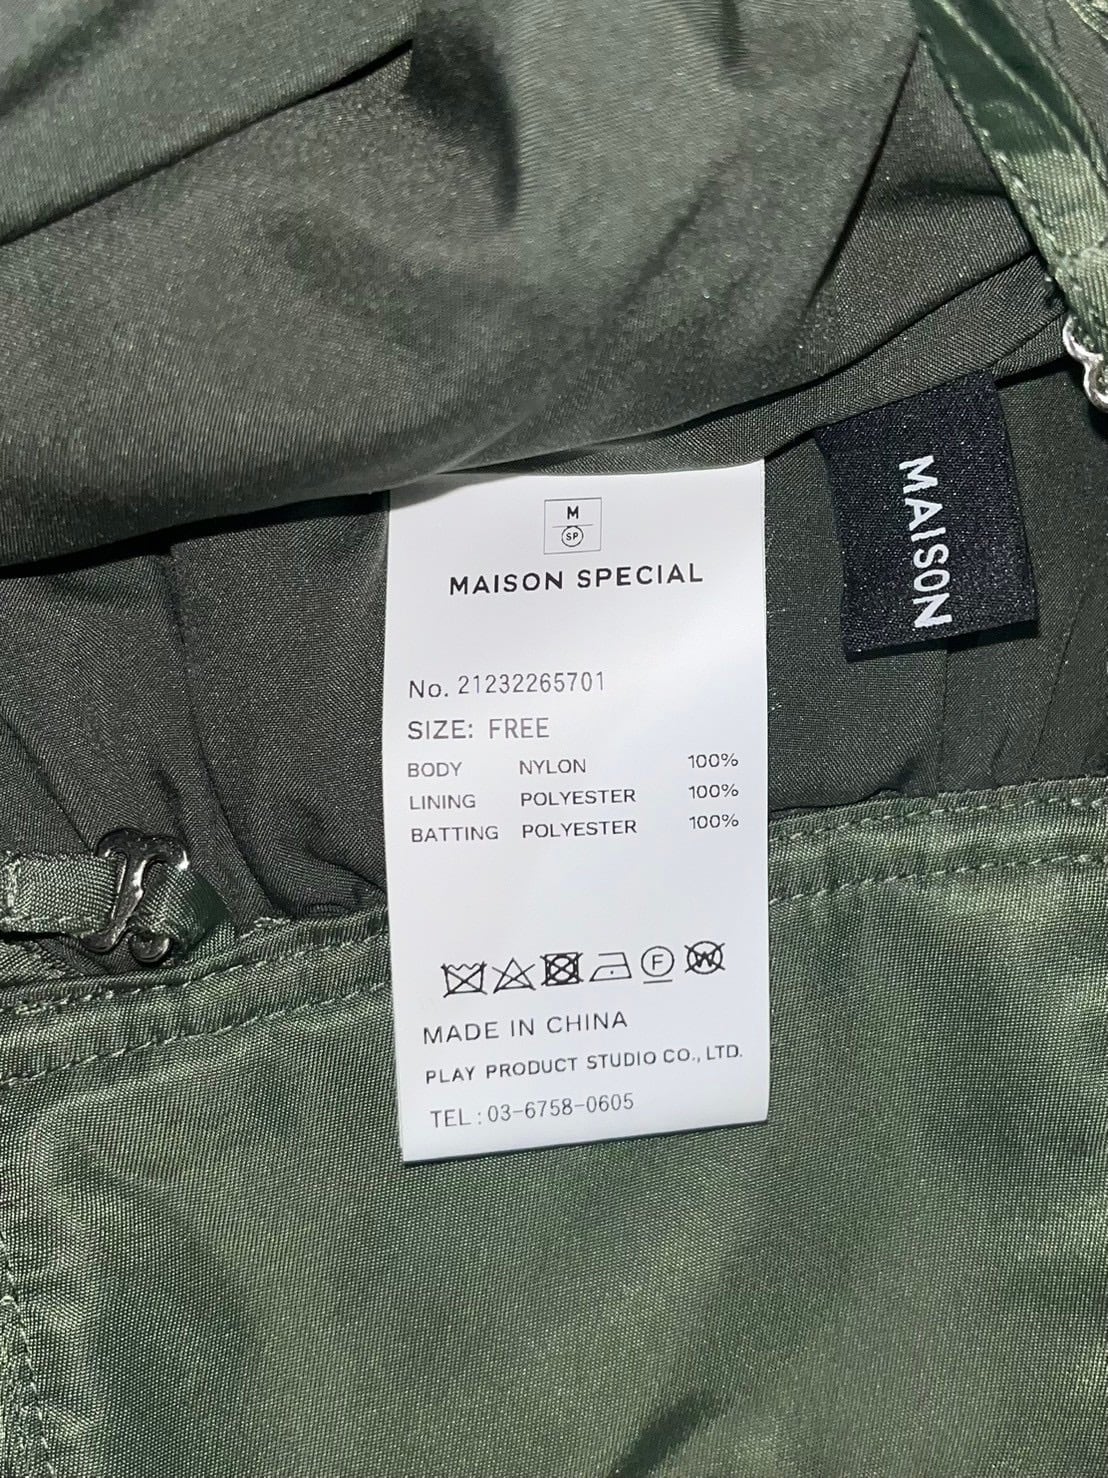 M
SP
MAISON SPECIAL
No. 21232265701
SIZE: FREE
BODY NYLON 100%
LINING POLYESTER 100%
BATTING POLYESTER 100%
F W
MADE IN CHINA
PLAY PRODUCT STUDIO CO., LTD.
TEL : 03-6758-0605
MAISON